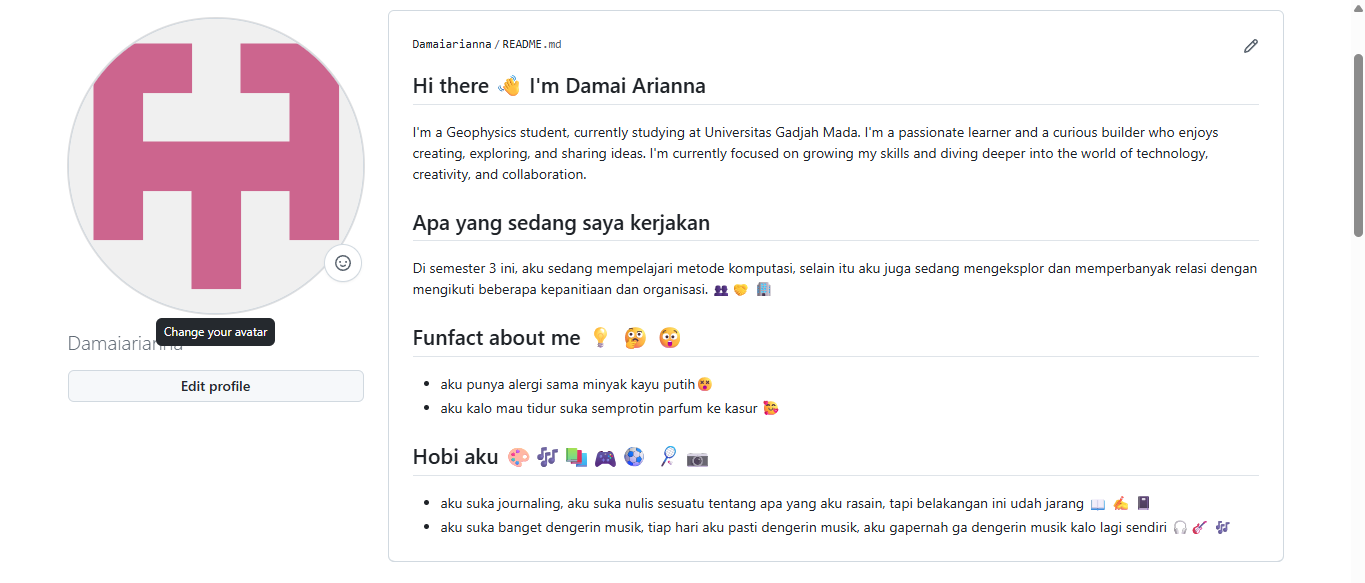 Damaiarianna / README.md
Hi there 👋 I'm Damai Arianna
I'm a Geophysics student, currently studying at Universitas Gadjah Mada. I'm a passionate learner and a curious builder who enjoys
creating, exploring, and sharing ideas. I'm currently focused on growing my skills and diving deeper into the world of technology,
creativity, and collaboration.
Apa yang sedang saya kerjakan
Di semester 3 ini, aku sedang mempelajari metode komputasi, selain itu aku juga sedang mengeksplor dan memperbanyak relasi dengan
mengikuti beberapa kepanitiaan dan organisasi. 👥 🤝 🏢
Funfact about me 💡 🤔 😲
aku punya alergi sama minyak kayu putih😵
aku kalo mau tidur suka semprotin parfum ke kasur 🥰
Hobi aku 🎨 🎶 📚 🎮 ⚽ 🏸 📷
aku suka journaling, aku suka nulis sesuatu tentang apa yang aku rasain, tapi belakangan ini udah jarang 📖 ✍️ 📓
aku suka banget dengerin musik, tiap hari aku pasti dengerin musik, aku gapernah ga dengerin musik kalo lagi sendiri 🎧 🎸 🎶
Change your avatar
Damaiarianna
Edit profile